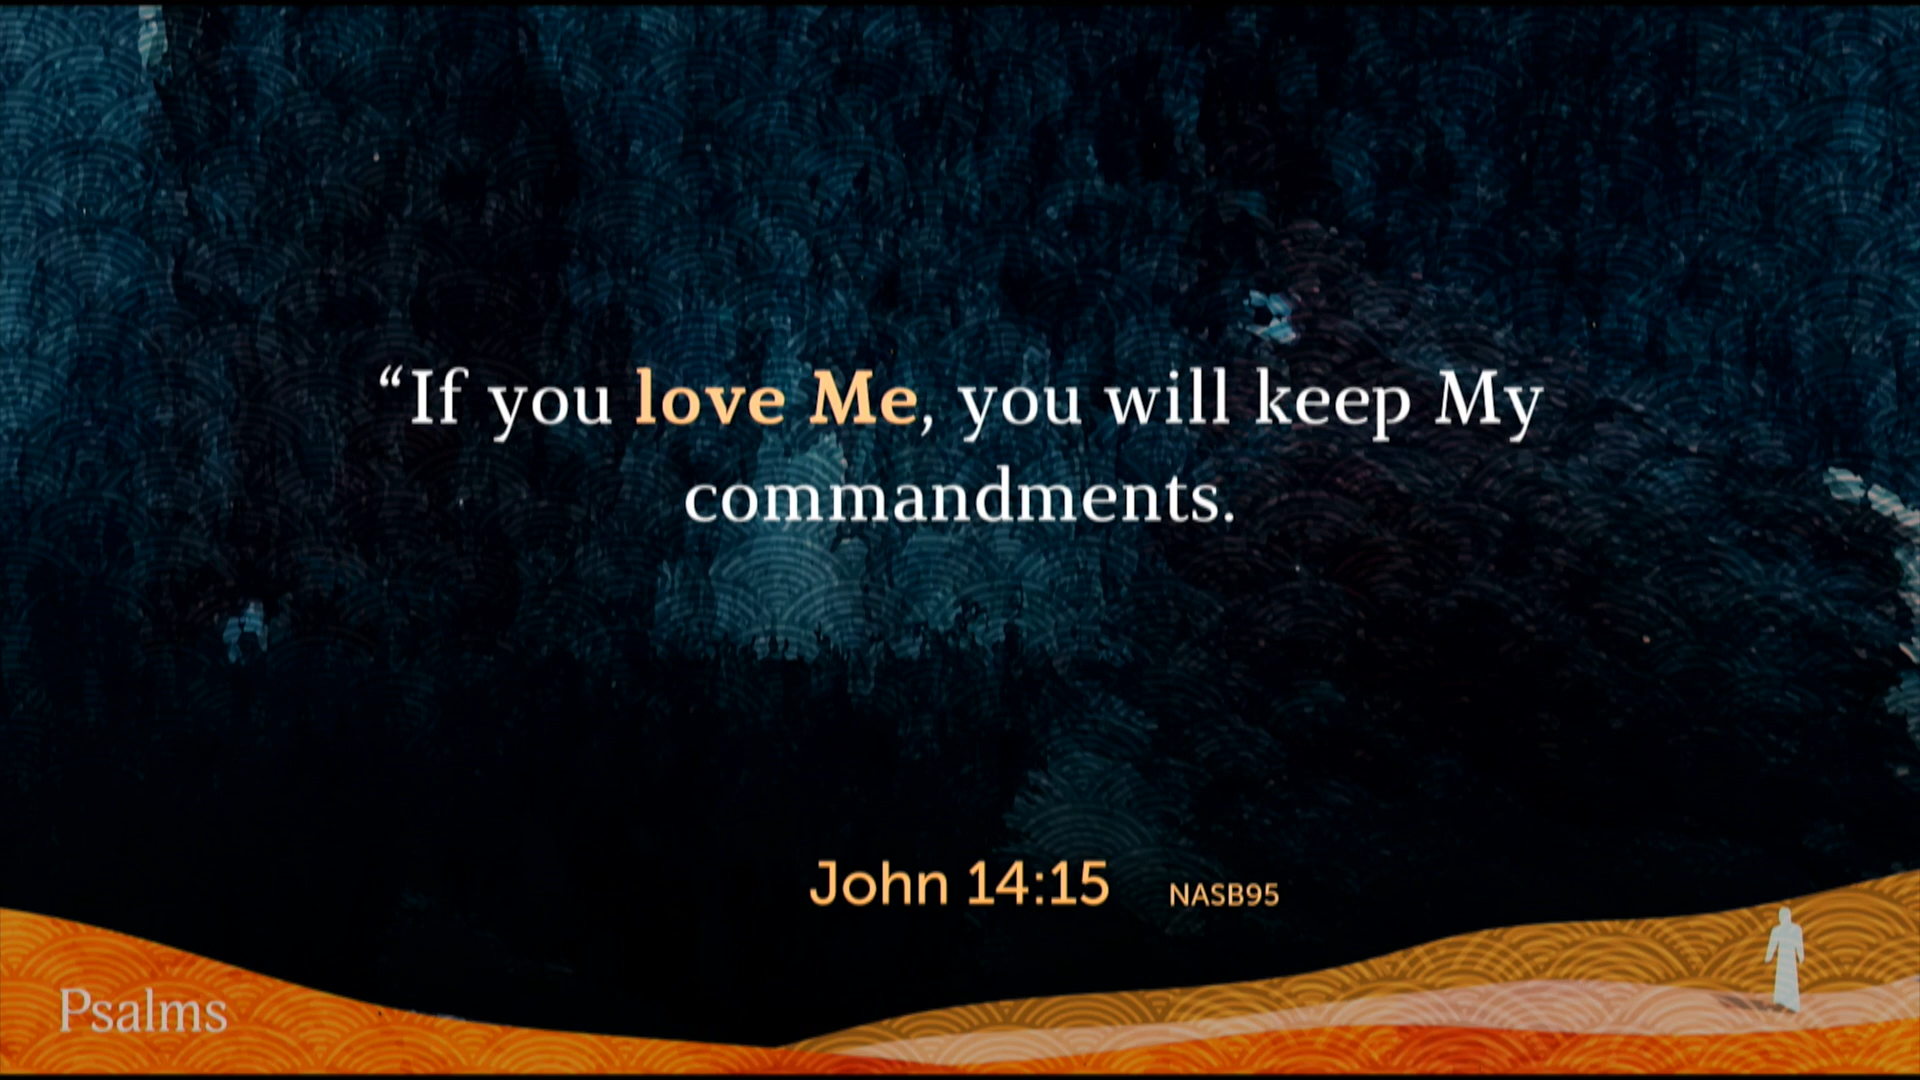 “If you love Me, you will keep My
commandments.
John 14:15 NASB95
Psalms